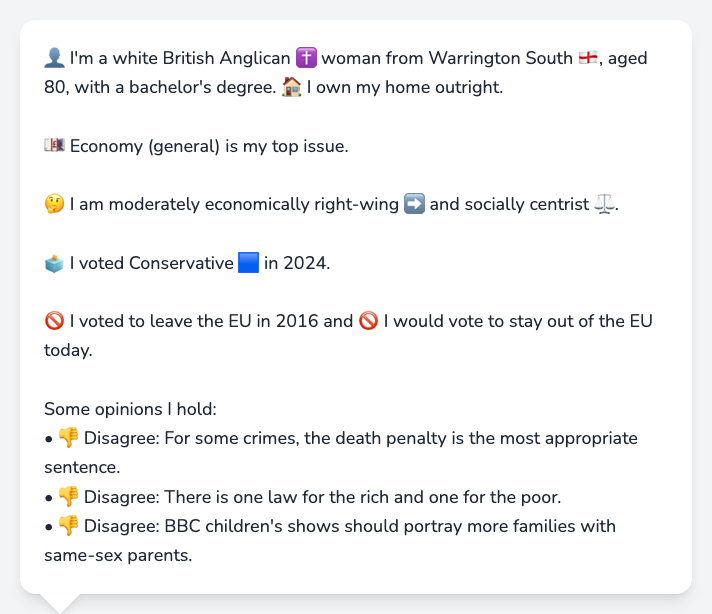 👤 I'm a white British Anglican ✝️ woman from Warrington South 🏴󠁧󠁢󠁥󠁮󠁧󠁿, aged
80, with a bachelor's degree. 🏠 I own my home outright.
💷 Economy (general) is my top issue.
🤔 I am moderately economically right-wing ➡️ and socially centrist ⚖️.
🗳️ I voted Conservative 🟦 in 2024.
🚫 I voted to leave the EU in 2016 and 🚫 I would vote to stay out of the EU
today.
Some opinions I hold:
• 👎 Disagree: For some crimes, the death penalty is the most appropriate
sentence.
• 👎 Disagree: There is one law for the rich and one for the poor.
• 👎 Disagree: BBC children's shows should portray more families with
same-sex parents.